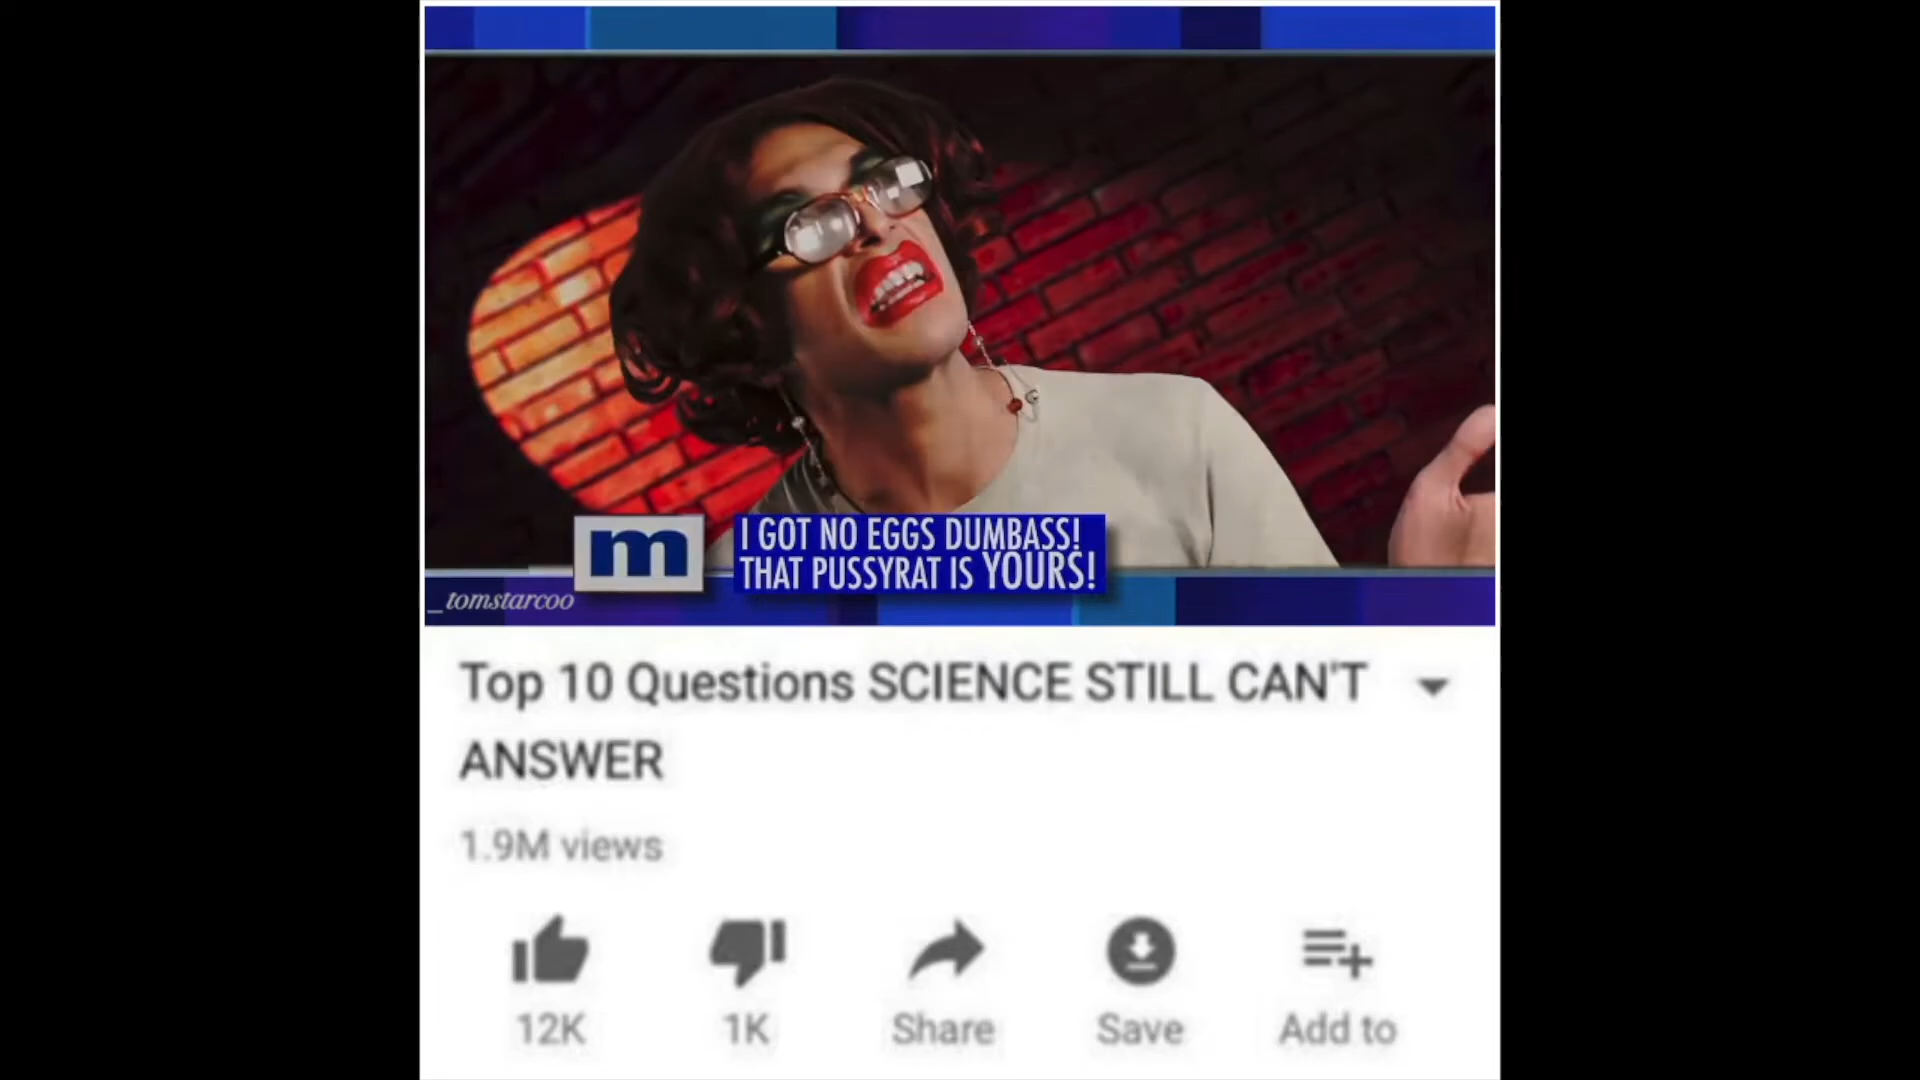 m
I GOT NO EGGS DUMBASS!
THAT PUSSYRAT IS YOURS!
_tomstarcoo
Top 10 Questions SCIENCE STILL CAN'T
ANSWER
1.9M views
12K
1K
Share
Save
Add to